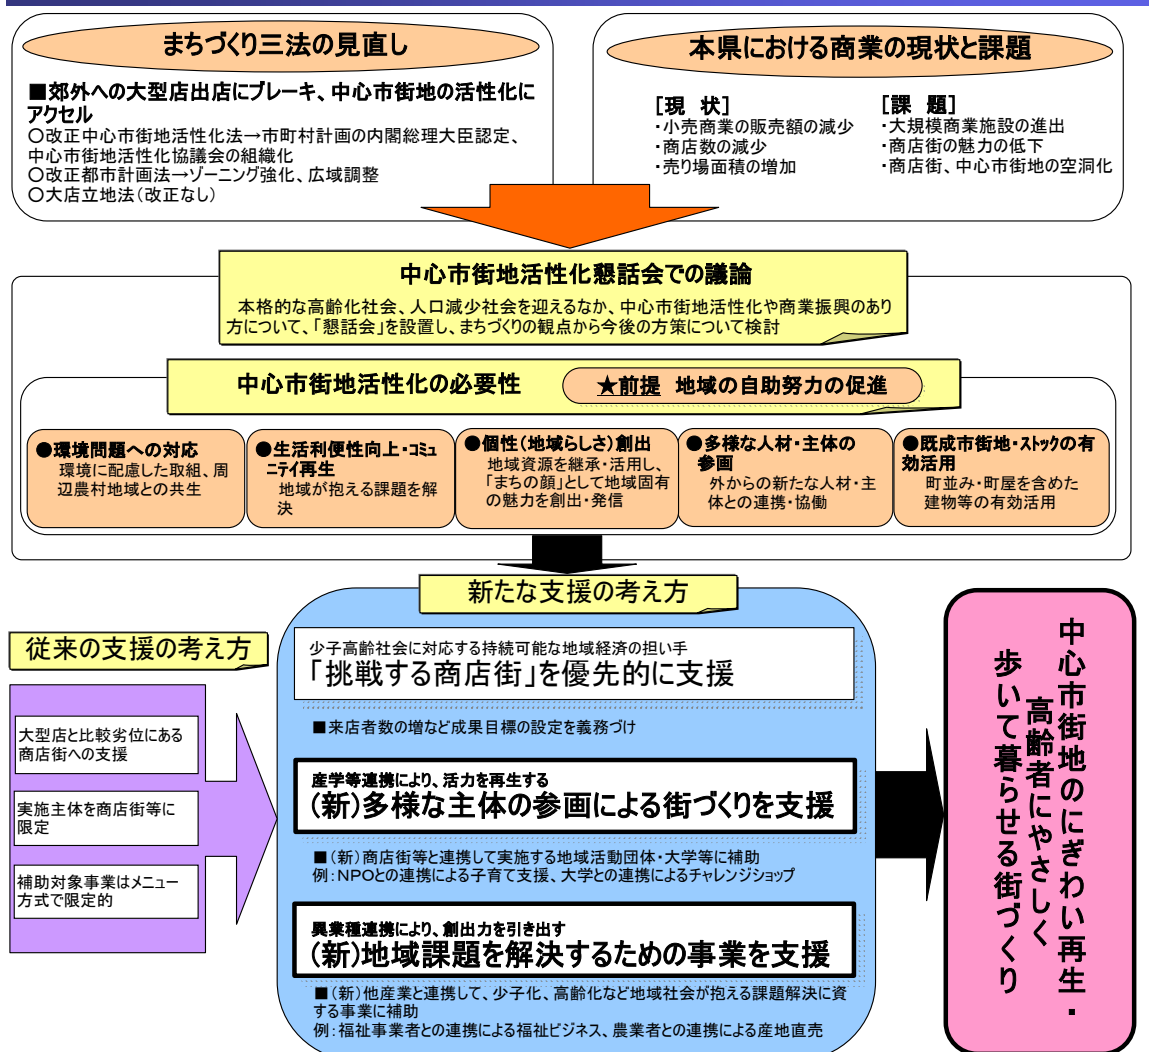 まちづくり三法の見直し
■郊外への大型店出店にブレーキ、中心市街地の活性化に
アクセル
○改正中心市街地活性化法→市町村計画の内閣総理大臣認定、
中心市街地活性化協議会の組織化
○改正都市計画法→ゾーニング強化、広域調整
○大店立地法(改正なし)
本県における商業の現状と課題
[現 状]
・小売商業の販売額の減少
・商店数の減少
・売り場面積の増加
[課 題]
・大規模商業施設の進出
・商店街の魅力の低下
・商店街、中心市街地の空洞化
中心市街地活性化懇話会での議論
本格的な高齢化社会、人口減少社会を迎えるなか、中心市街地活性化や商業振興のあり
方について、「懇話会」を設置し、まちづくりの観点から今後の方策について検討
中心市街地活性化の必要性
★前提 地域の自助努力の促進
●環境問題への対応
環境に配慮した取組、周
辺農村地域との共生
●生活利便性向上・コミュ
ニティ再生
地域が抱える課題を解
決
●個性(地域らしさ)創出
地域資源を継承・活用し、
「まちの顔」として地域固有
の魅力を創出・発信
●多様な人材・主体の
参画
外からの新たな人材・主
体との連携・協働
●既成市街地・ストックの有
効活用
町並み・町屋を含めた
建物等の有効活用
従来の支援の考え方
大型店と比較劣位にある
商店街への支援
実施主体を商店街等に
限定
補助対象事業はメニュー
方式で限定的
新たな支援の考え方
少子高齢社会に対応する持続可能な地域経済の担い手
「挑戦する商店街」を優先的に支援
■来店者数の増など成果目標の設定を義務づけ
産学等連携により、活力を再生する
(新)多様な主体の参画による街づくりを支援
■(新)商店街等と連携して実施する地域活動団体・大学等に補助
例:NPOとの連携による子育て支援、大学との連携によるチャレンジショップ
異業種連携により、創出力を引き出す
(新)地域課題を解決するための事業を支援
■(新)他産業と連携して、少子化、高齢化など地域社会が抱える課題解決に資
する事業に補助
例:福祉事業者との連携による福祉ビジネス、農業者との連携による産地直売
中心市街地のにぎわい再生・
高齢者にやさしく
歩いて暮らせる街づくり